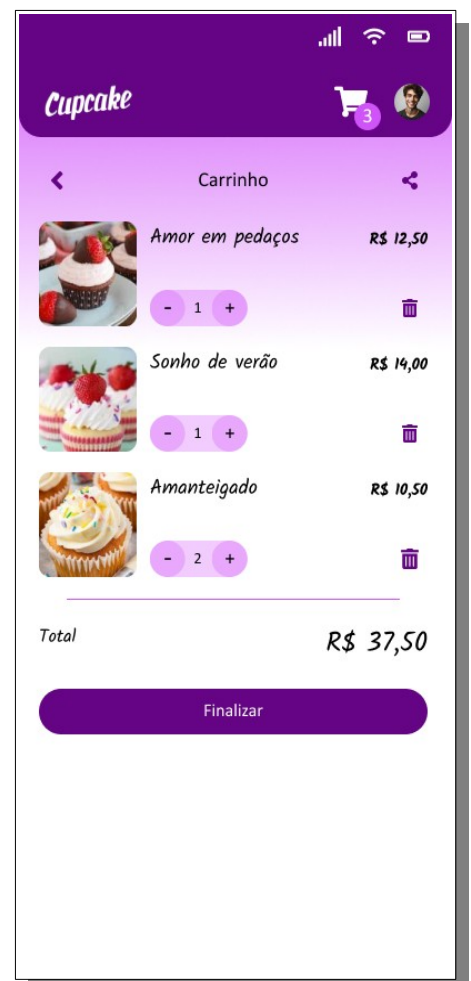 Cupcake
3
Carrinho
Amor em pedaços R$ 12,50
- 1 +
Sonho de verão R$ 14,00
- 1 +
Amanteigado R$ 10,50
- 2 +
Total R$ 37,50
Finalizar